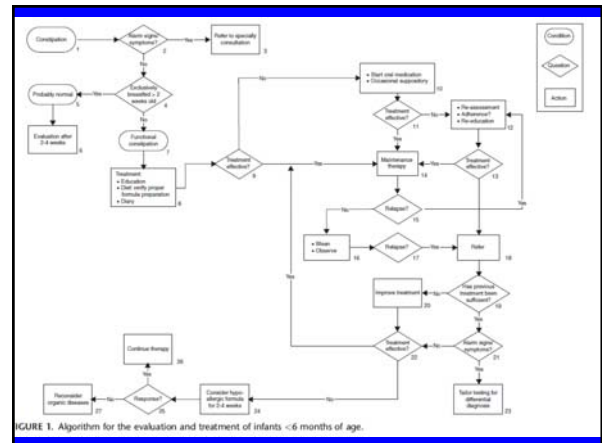 Constipation
1
Alarm signs/
symptoms?
2
Yes
Refer to specialty
consultation
3
Condition
Question
Action
No
Exclusively
breastfed > 2
weeks old
4
Yes
Probably normal
5
Evaluation after
2-4 weeks
6
No
Functional
constipation
7
Treatment
• Education
• Diet: verify proper
formula preparation
• Diary
8
Treatment
effective?
9
No
• Start oral medication
• Occasional suppository
10
Treatment
effective?
11
No
• Re-assessment
• Adherence?
• Re-education
12
Yes
Yes
Maintenance
therapy
14
Yes
Treatment
effective?
13
Relapse?
15
Yes
No
• Wean
• Observe
16
Relapse?
17
Yes
Refer
18
Has previous
treatment been
sufficient?
19
No
Improve treatment
20
Yes
Yes
Treatment
effective?
22
No
Alarm signs/
symptoms?
21
Yes
Tailor testing for
differential
diagnosis
23
No
Consider hypo-
allergenic formula
for 2-4 weeks
24
Response?
25
Yes
Continue therapy
26
No
Reconsider
organic diseases
27
IGURE 1. Algorithm for the evaluation and treatment of infants <6 months of age.